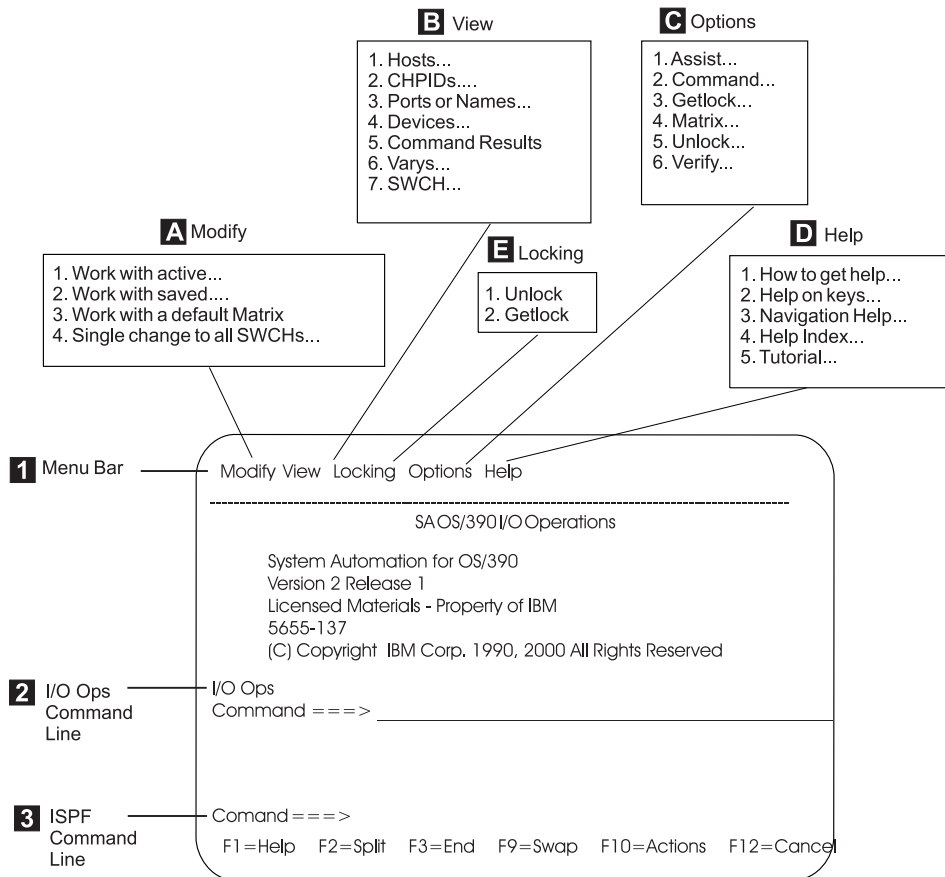 B View
1. Hosts...
2. CHPIDs....
3. Ports or Names...
4. Devices...
5. Command Results
6. Varys...
7. SWCH...
C Options
1. Assist...
2. Command...
3. Getlock...
4. Matrix...
5. Unlock...
6. Verify...
A Modify
1. Work with active...
2. Work with saved....
3. Work with a default Matrix
4. Single change to all SWCHs...
E Locking
1. Unlock
2. Getlock
D Help
1. How to get help...
2. Help on keys...
3. Navigation Help...
4. Help Index...
5. Tutorial...
1 Menu Bar
Modify View Locking Options Help
SA OS/390 I/O Operations
System Automation for OS/390
Version 2 Release 1
Licensed Materials - Property of IBM
5655-137
(C) Copyright IBM Corp. 1990, 2000 All Rights Reserved
2 I/O Ops
Command
Line
I/O Ops
Command ===>
3 ISPF
Command
Line
Comand ===>
F1=Help F2=Split F3=End F9=Swap F10=Actions F12=Cancel